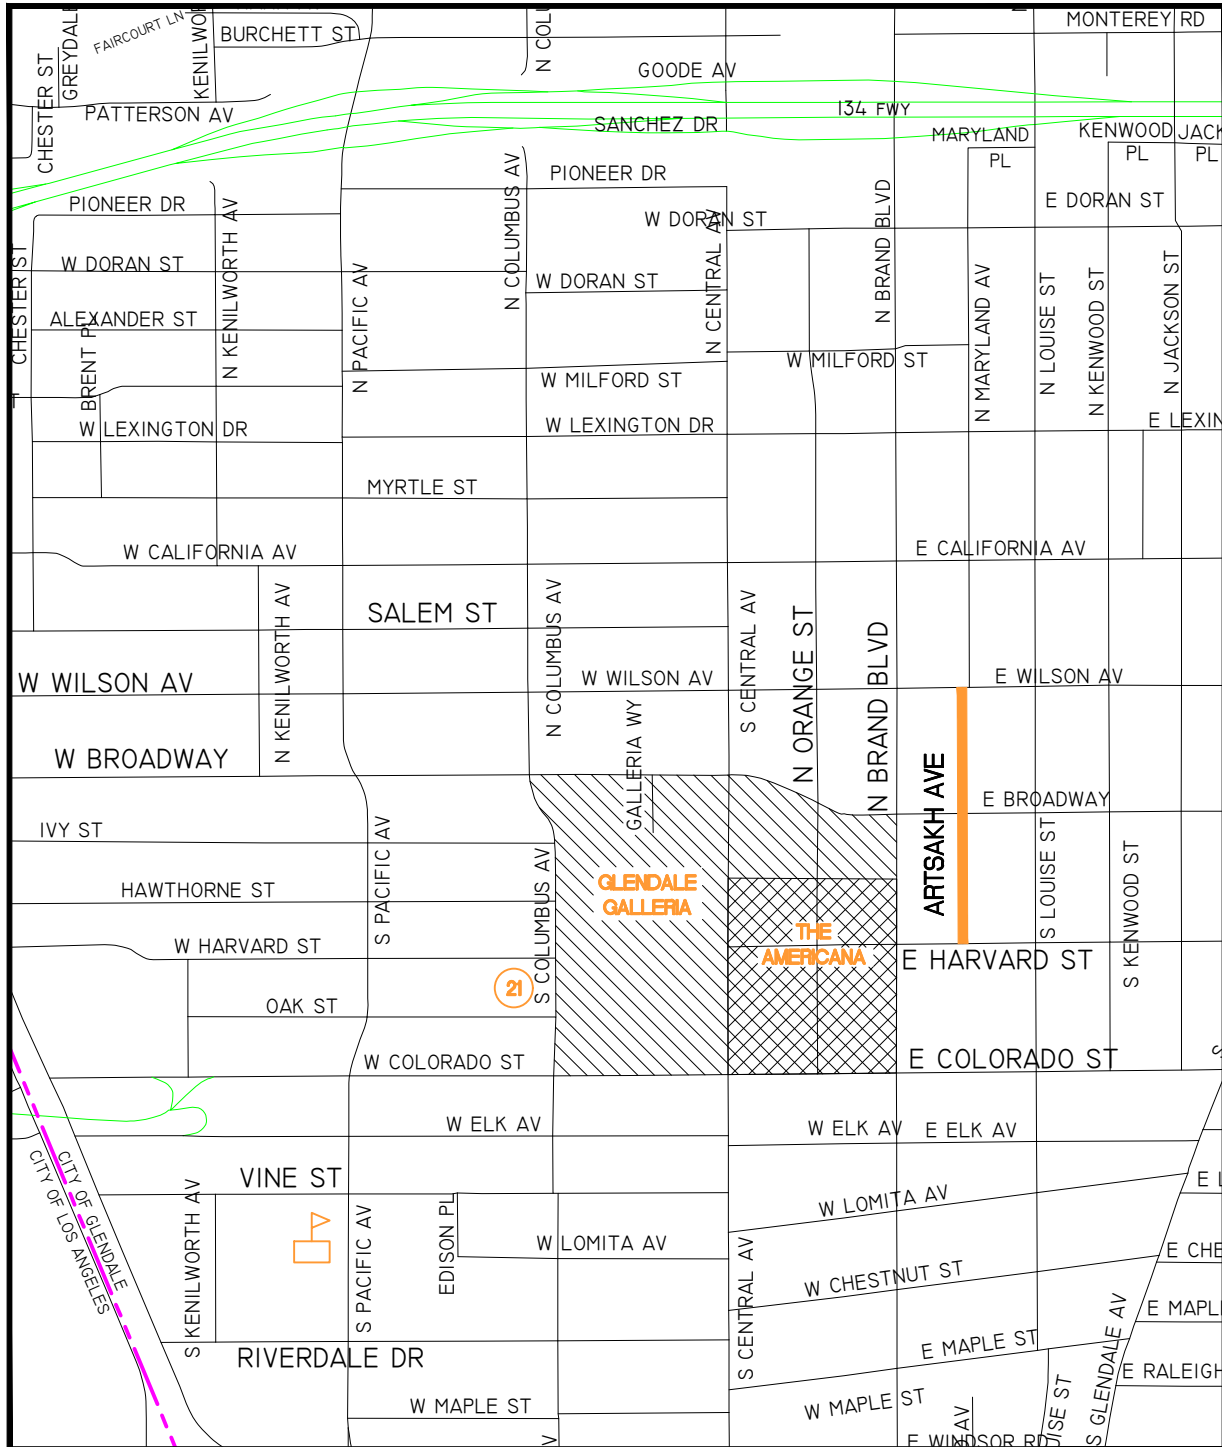 MONTEREY RD
FAIRCOURT LN
GREYDALE
KENILWO
BURCHETT ST
N COLU
CHESTER ST
GOODE AV
PATTERSON AV
134 FWY
SANCHEZ DR
MARYLAND
PL
KENWOOD
PL
JACK
PL
PIONEER DR
PIONEER DR
E DORAN ST
W DORAN ST
W DORAN ST
W DORAN ST
CHESTER ST
N KENILWORTH AV
N PACIFIC AV
N COLUMBUS AV
N CENTRAL AV
N BRAND BLVD
N MARYLAND AV
N LOUISE ST
N KENWOOD ST
N JACKSON ST
ALEXANDER ST
BRENT PL
W MILFORD ST
W MILFORD ST
W LEXINGTON DR
W LEXINGTON DR
E LEXIN
MYRTLE ST
W CALIFORNIA AV
E CALIFORNIA AV
SALEM ST
N KENILWORTH AV
N COLUMBUS AV
S CENTRAL AV
N ORANGE ST
N BRAND BLVD
W WILSON AV
W WILSON AV
E WILSON AV
GALLERIA WY
W BROADWAY
E BROADWAY
ARTSAKH AVE
IVY ST
S PACIFIC AV
S COLUMBUS AV
S LOUISE ST
S KENWOOD ST
HAWTHORNE ST
GLENDALE
GALLERIA
THE
AMERICANA
W HARVARD ST
E HARVARD ST
21
OAK ST
W COLORADO ST
E COLORADO ST
S
W ELK AV
W ELK AV
E ELK AV
CITY OF GLENDALE
CITY OF LOS ANGELES
VINE ST
S KENILWORTH AV
S PACIFIC AV
EDISON PL
W LOMITA AV
W LOMITA AV
E L
S CENTRAL AV
E CHE
W CHESTNUT ST
E MAPL
E MAPLE ST
S GLENDALE AV
RIVERDALE DR
E RALEIGH
W MAPLE ST
W MAPLE ST
UISE ST
AV
E WINDSOR RD
V